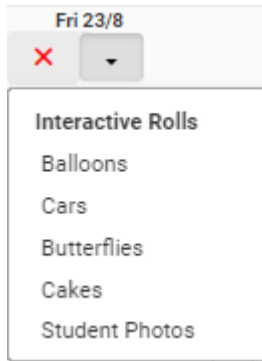 Fri 23/8
Interactive Rolls
Balloons
Cars
Butterflies
Cakes
Student Photos